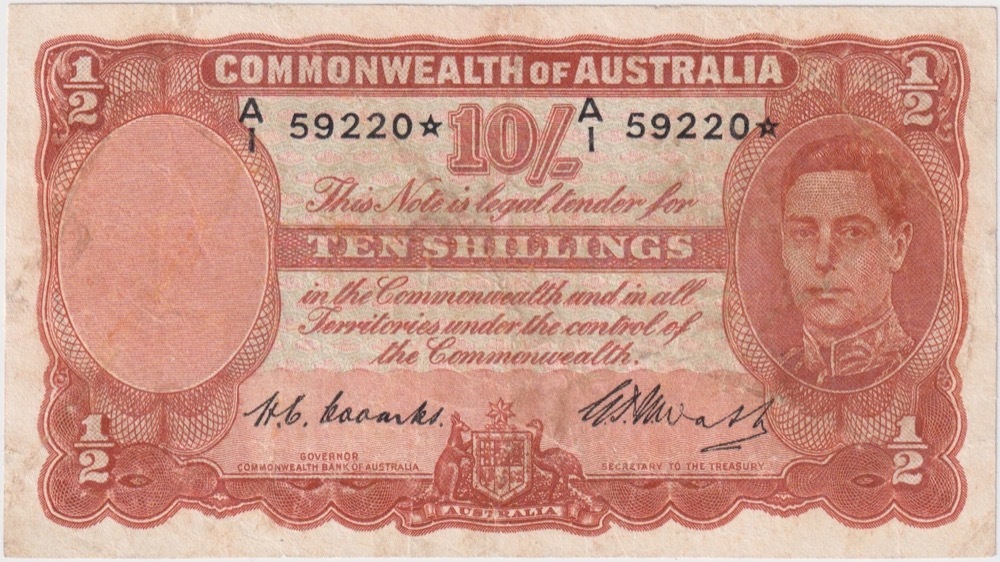 1/2 COMMONWEALTH OF AUSTRALIA 1/2
A/1 59220☆ 10/- A/1 59220☆
This Note is legal tender for
TEN SHILLINGS
in the Commonwealth and in all
Territories under the control of
the Commonwealth.
1/2 1/2
H.C. Coombs.
GOVERNOR
COMMONWEALTH BANK OF AUSTRALIA
SECRETARY TO THE TREASURY
AUSTRALIA